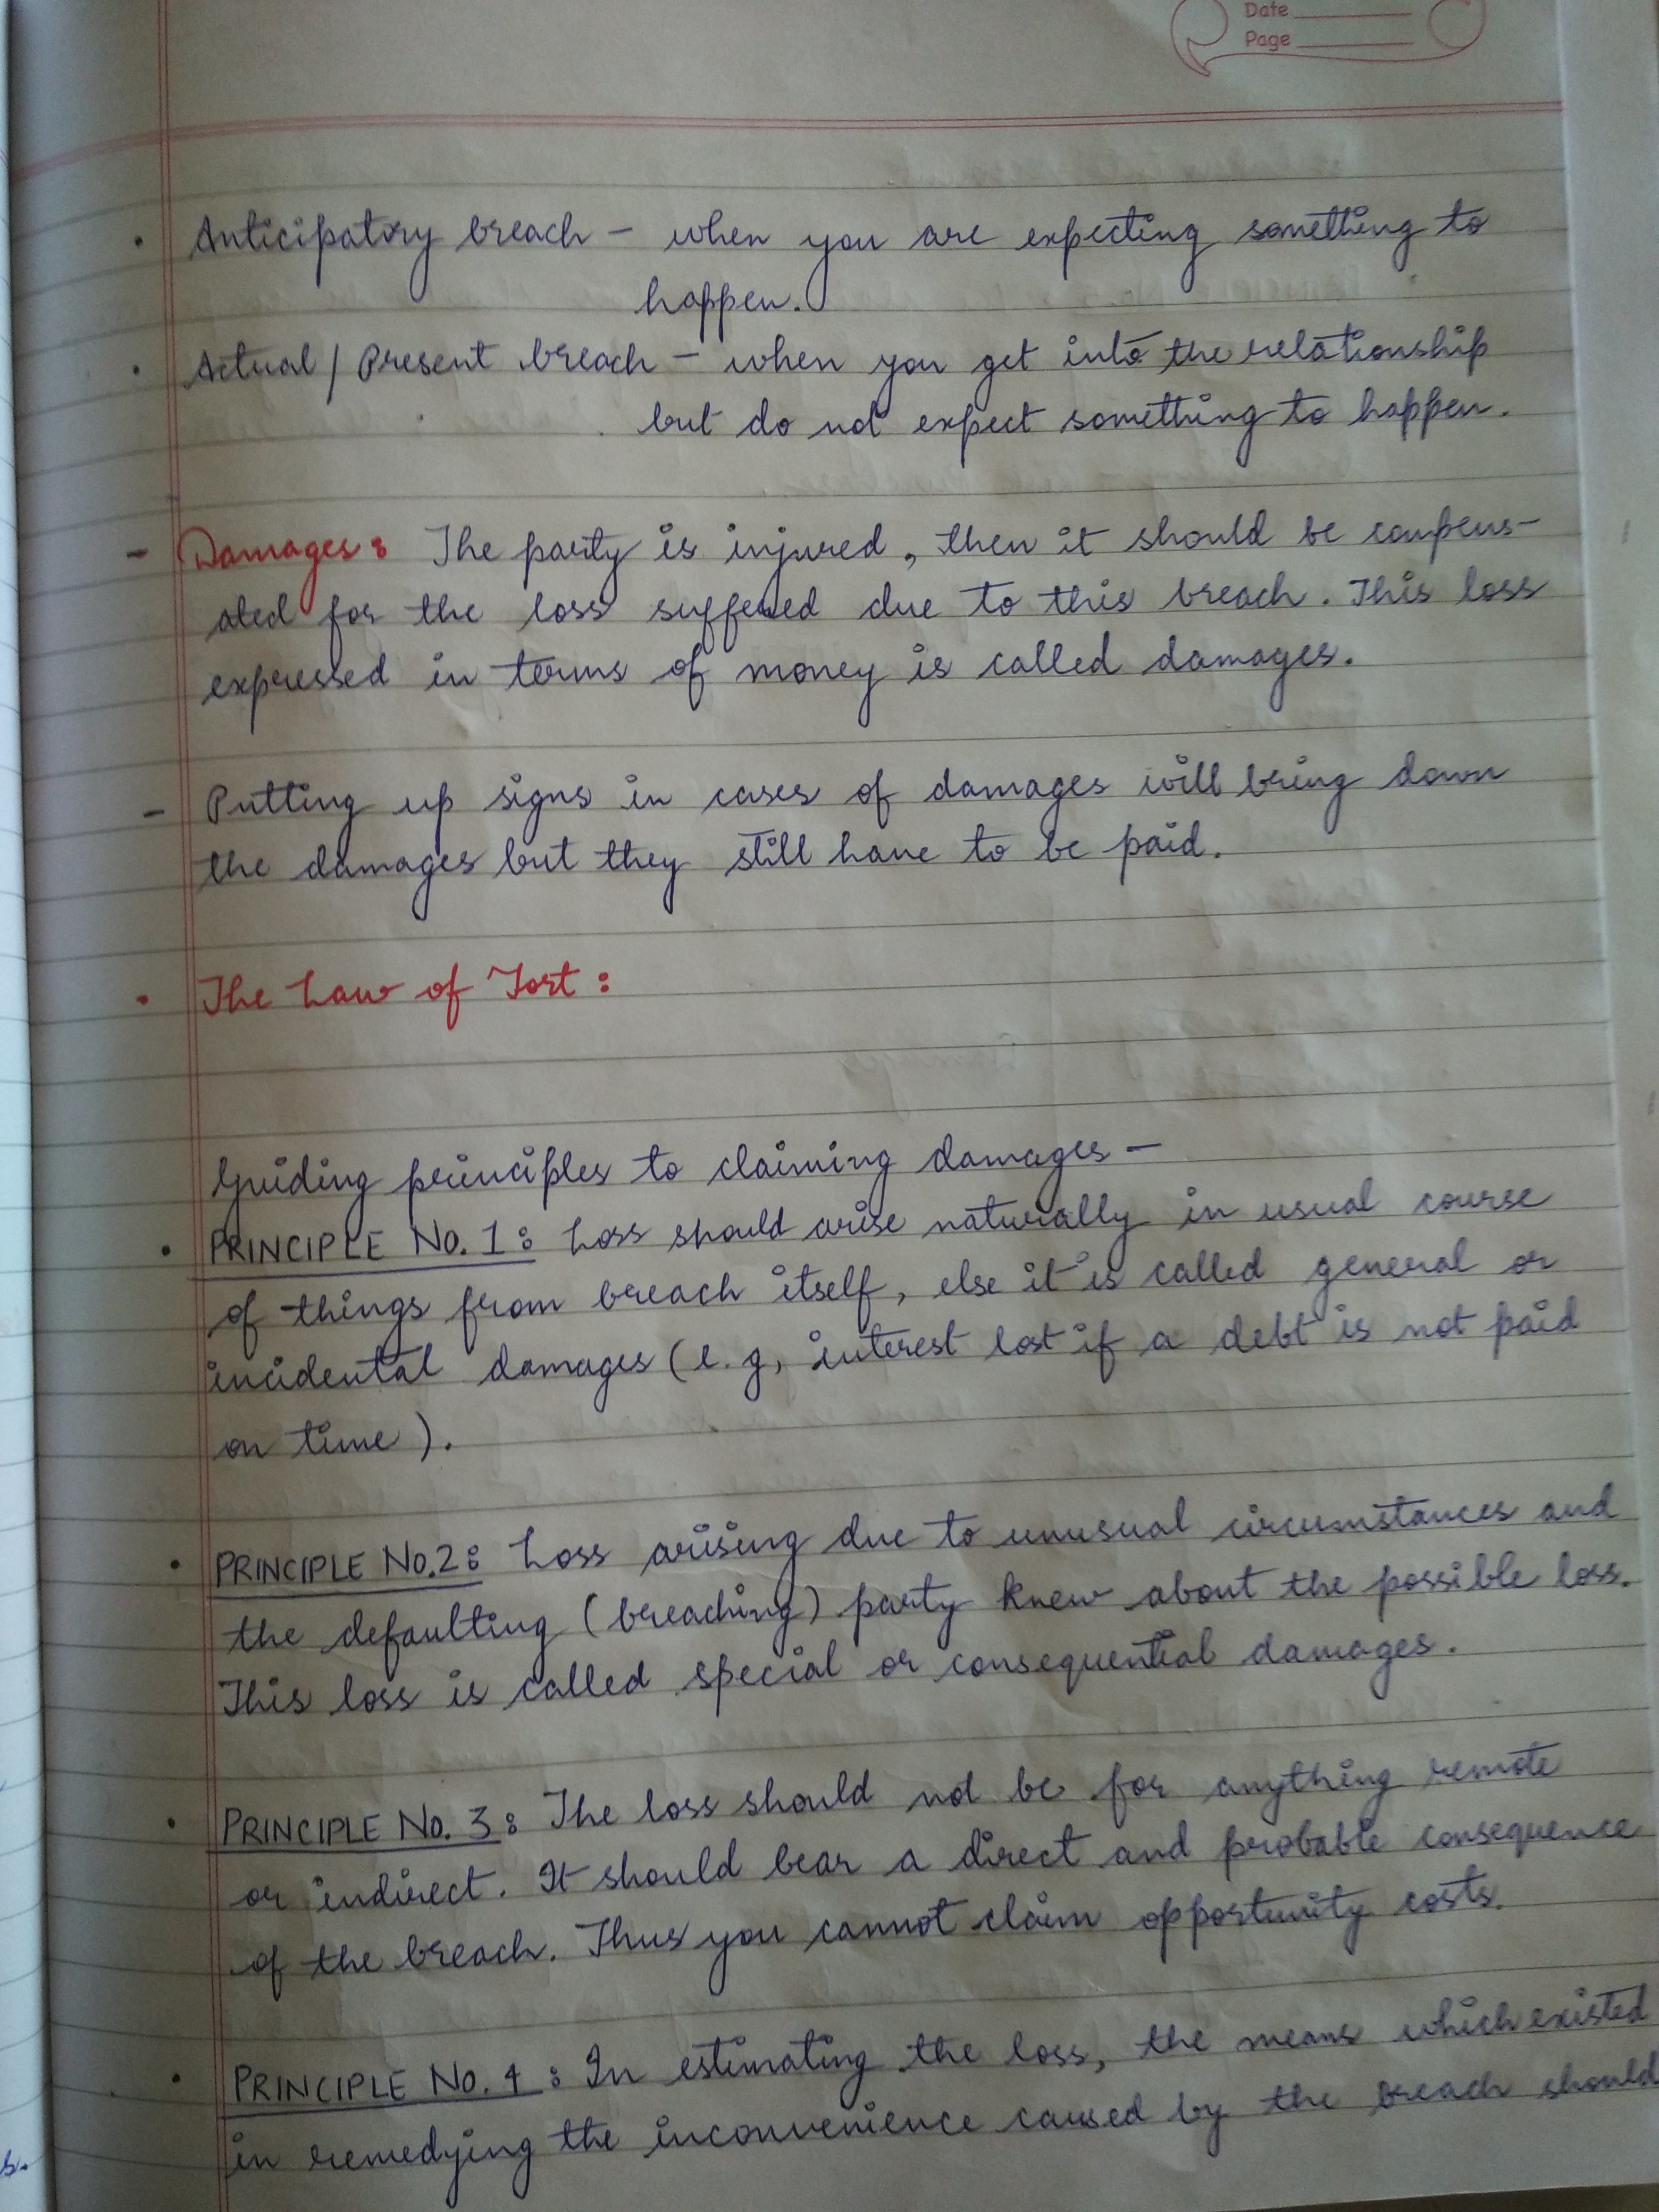 Date
Page
• Anticipatory breach – when you are expecting something to
happen.
• Actual / Present breach – when you get into the relationship
but do not expect something to happen.
- Damages: The party is injured, then it should be compens-
ated for the loss suffered due to this breach. This loss
expressed in terms of money is called damages.
- Putting up signs in cases of damages will bring down
the damages but they still have to be paid.
• The Law of Tort:
Guiding principles to claiming damages –
• PRINCIPLE No. 1: Loss should arise naturally in usual course
of things from breach itself, else it is called general or
incidental damages (e.g, interest lost if a debt is not paid
on time).
• PRINCIPLE No.2: Loss arising due to unusual circumstances and
the defaulting (breaching) party knew about the possible loss.
This loss is called special or consequential damages.
• PRINCIPLE No. 3: The loss should not be for anything remote
or indirect. It should bear a direct and probable consequence
of the breach. Thus you cannot claim opportunity costs.
• PRINCIPLE No. 4: In estimating the loss, the means which existed
in remedying the inconvenience caused by the breach should